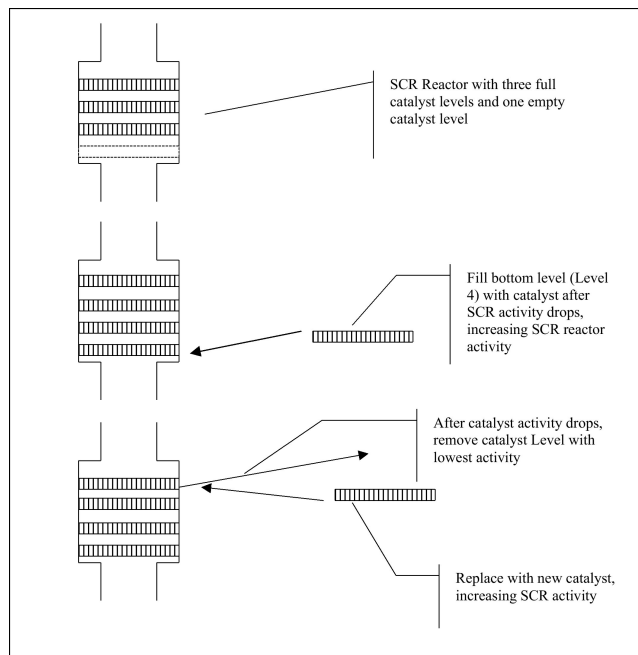 SCR Reactor with three full
catalyst levels and one empty
catalyst level
Fill bottom level (Level
4) with catalyst after
SCR activity drops,
increasing SCR reactor
activity
After catalyst activity drops,
remove catalyst Level with
lowest activity
Replace with new catalyst,
increasing SCR activity